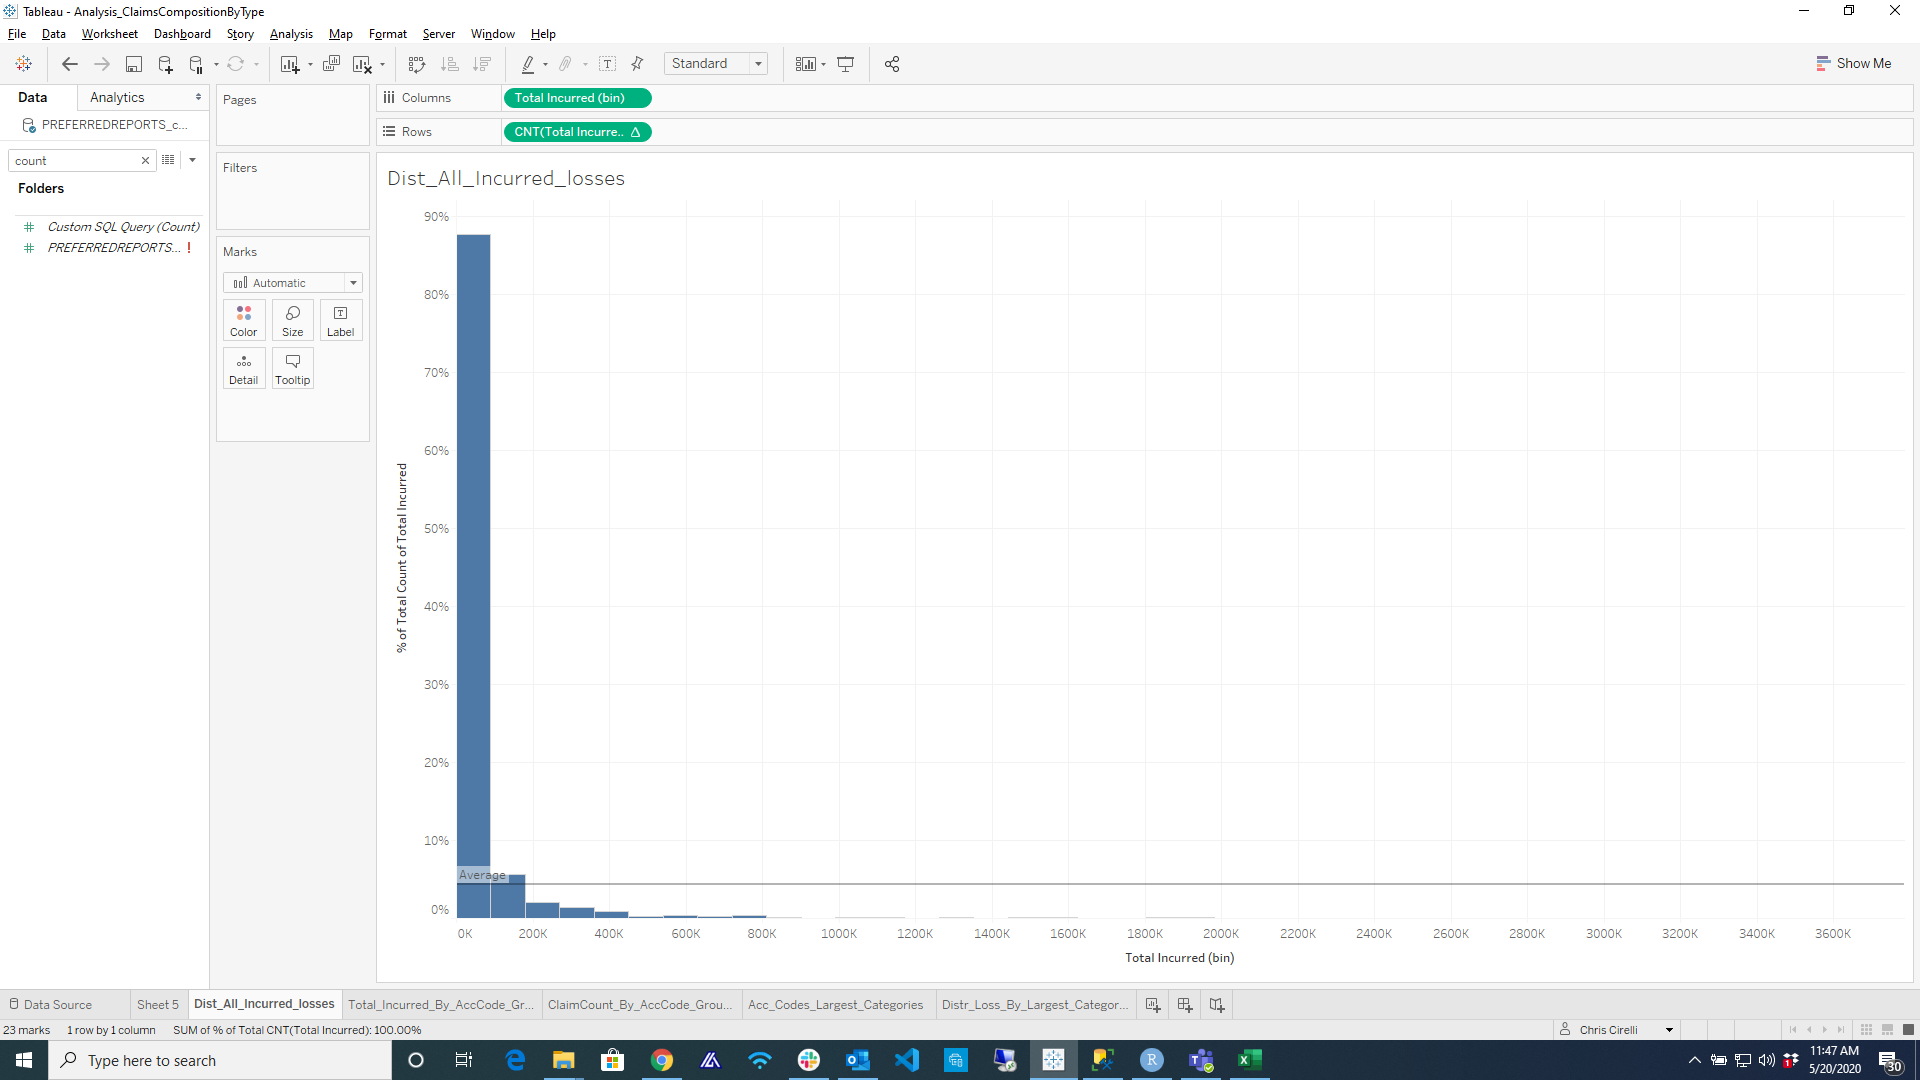 Tableau - Analysis_ClaimsCompositionByType
File Data Worksheet Dashboard Story Analysis Map Format Server Window Help
Standard
Show Me
Data Analytics
PREFERREDREPORTS_c...
count
Folders
Custom SQL Query (Count)
PREFERREDREPORTS... !
Pages
Filters
Marks
Automatic
Color Size Label
Detail Tooltip
Columns Total Incurred (bin)
Rows CNT(Total Incurre.. Δ
Dist_All_Incurred_losses
% of Total Count of Total Incurred
90%
80%
70%
60%
50%
40%
30%
20%
10%
0%
Average
0K 200K 400K 600K 800K 1000K 1200K 1400K 1600K 1800K 2000K 2200K 2400K 2600K 2800K 3000K 3200K 3400K 3600K
Total Incurred (bin)
Data Source Sheet 5 Dist_All_Incurred_losses Total_Incurred_By_AccCode_Gr... ClaimCount_By_AccCode_Grou... Acc_Codes_Largest_Categories Distr_Loss_By_Largest_Categor...
23 marks 1 row by 1 column SUM of % of Total CNT(Total Incurred): 100.00% Chris Cirelli
Type here to search
11:47 AM
5/20/2020
30